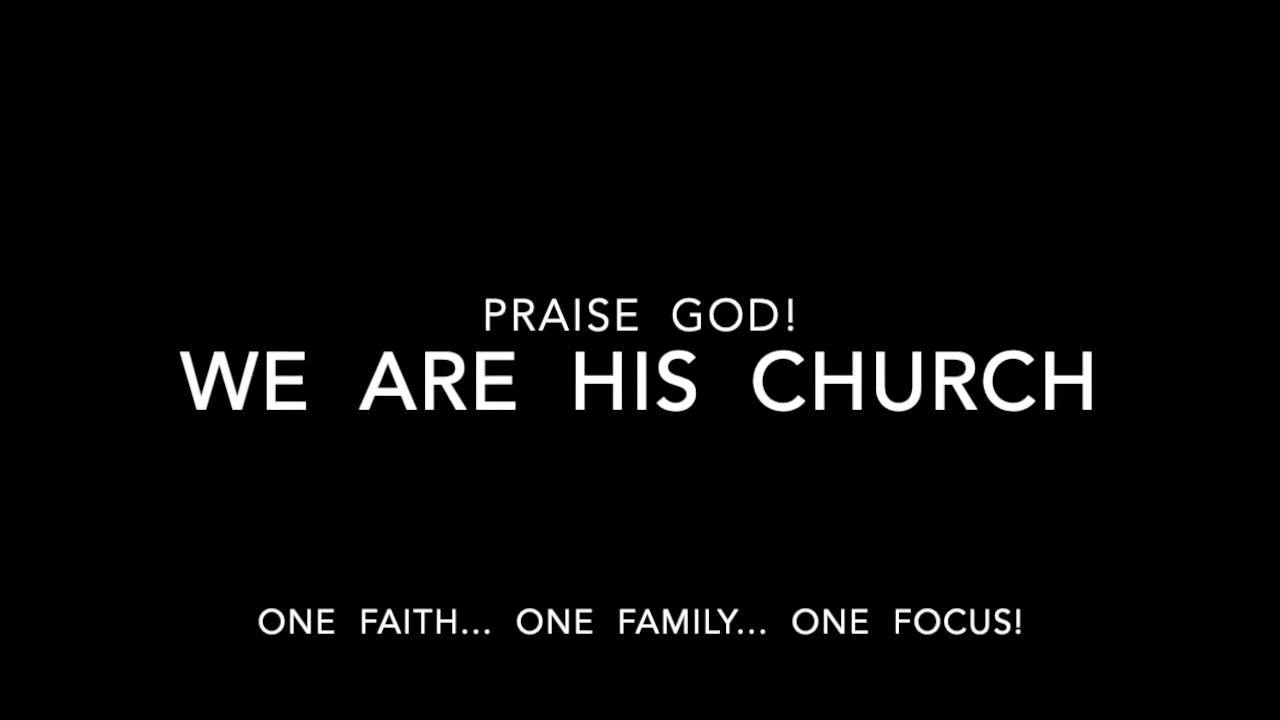 PRAISE GOD!
WE ARE HIS CHURCH
ONE FAITH... ONE FAMILY... ONE FOCUS!